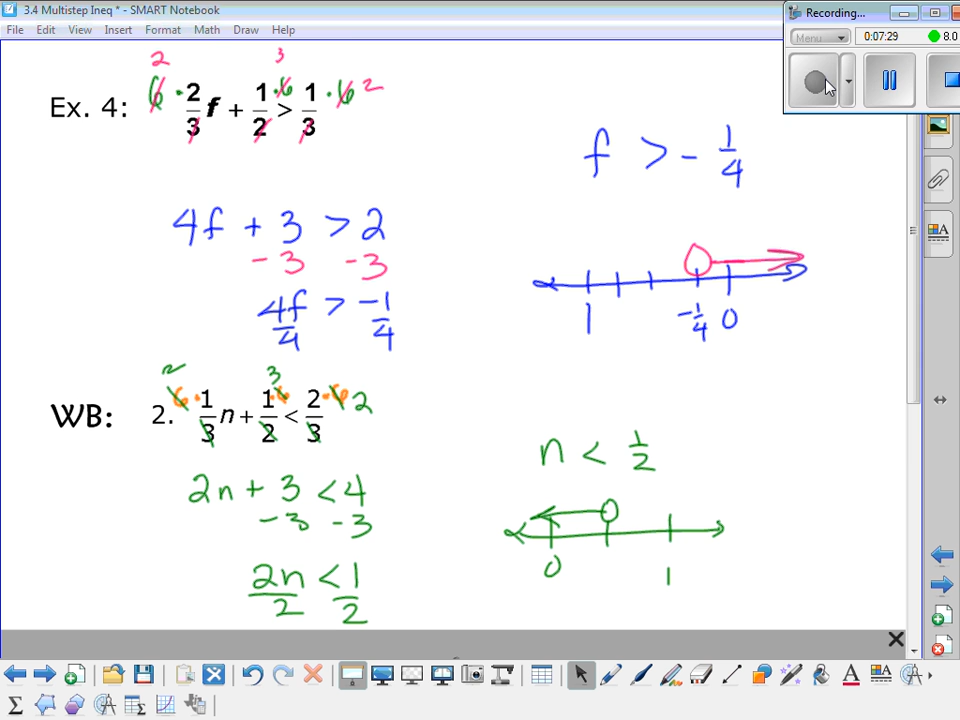 3.4 Multistep Ineq * - SMART Notebook
File Edit View Insert Format Math Draw Help
Recording...
Menu 0:07:29 8.0
2 3
Ex. 4: 6 · 2/3 f + 1/2 · 6 > 1/3 · 6 2
f > - 1/4
4f + 3 > 2
- 3 - 3
4f/4 > -1/4
1 -1/4 0
2 3
WB: 2. 6 · 1/3 n + 1/2 · 6 < 2/3 · 6 2
n < 1/2
2n + 3 < 4
- 3 - 3
0 1
2n/2 < 1/2